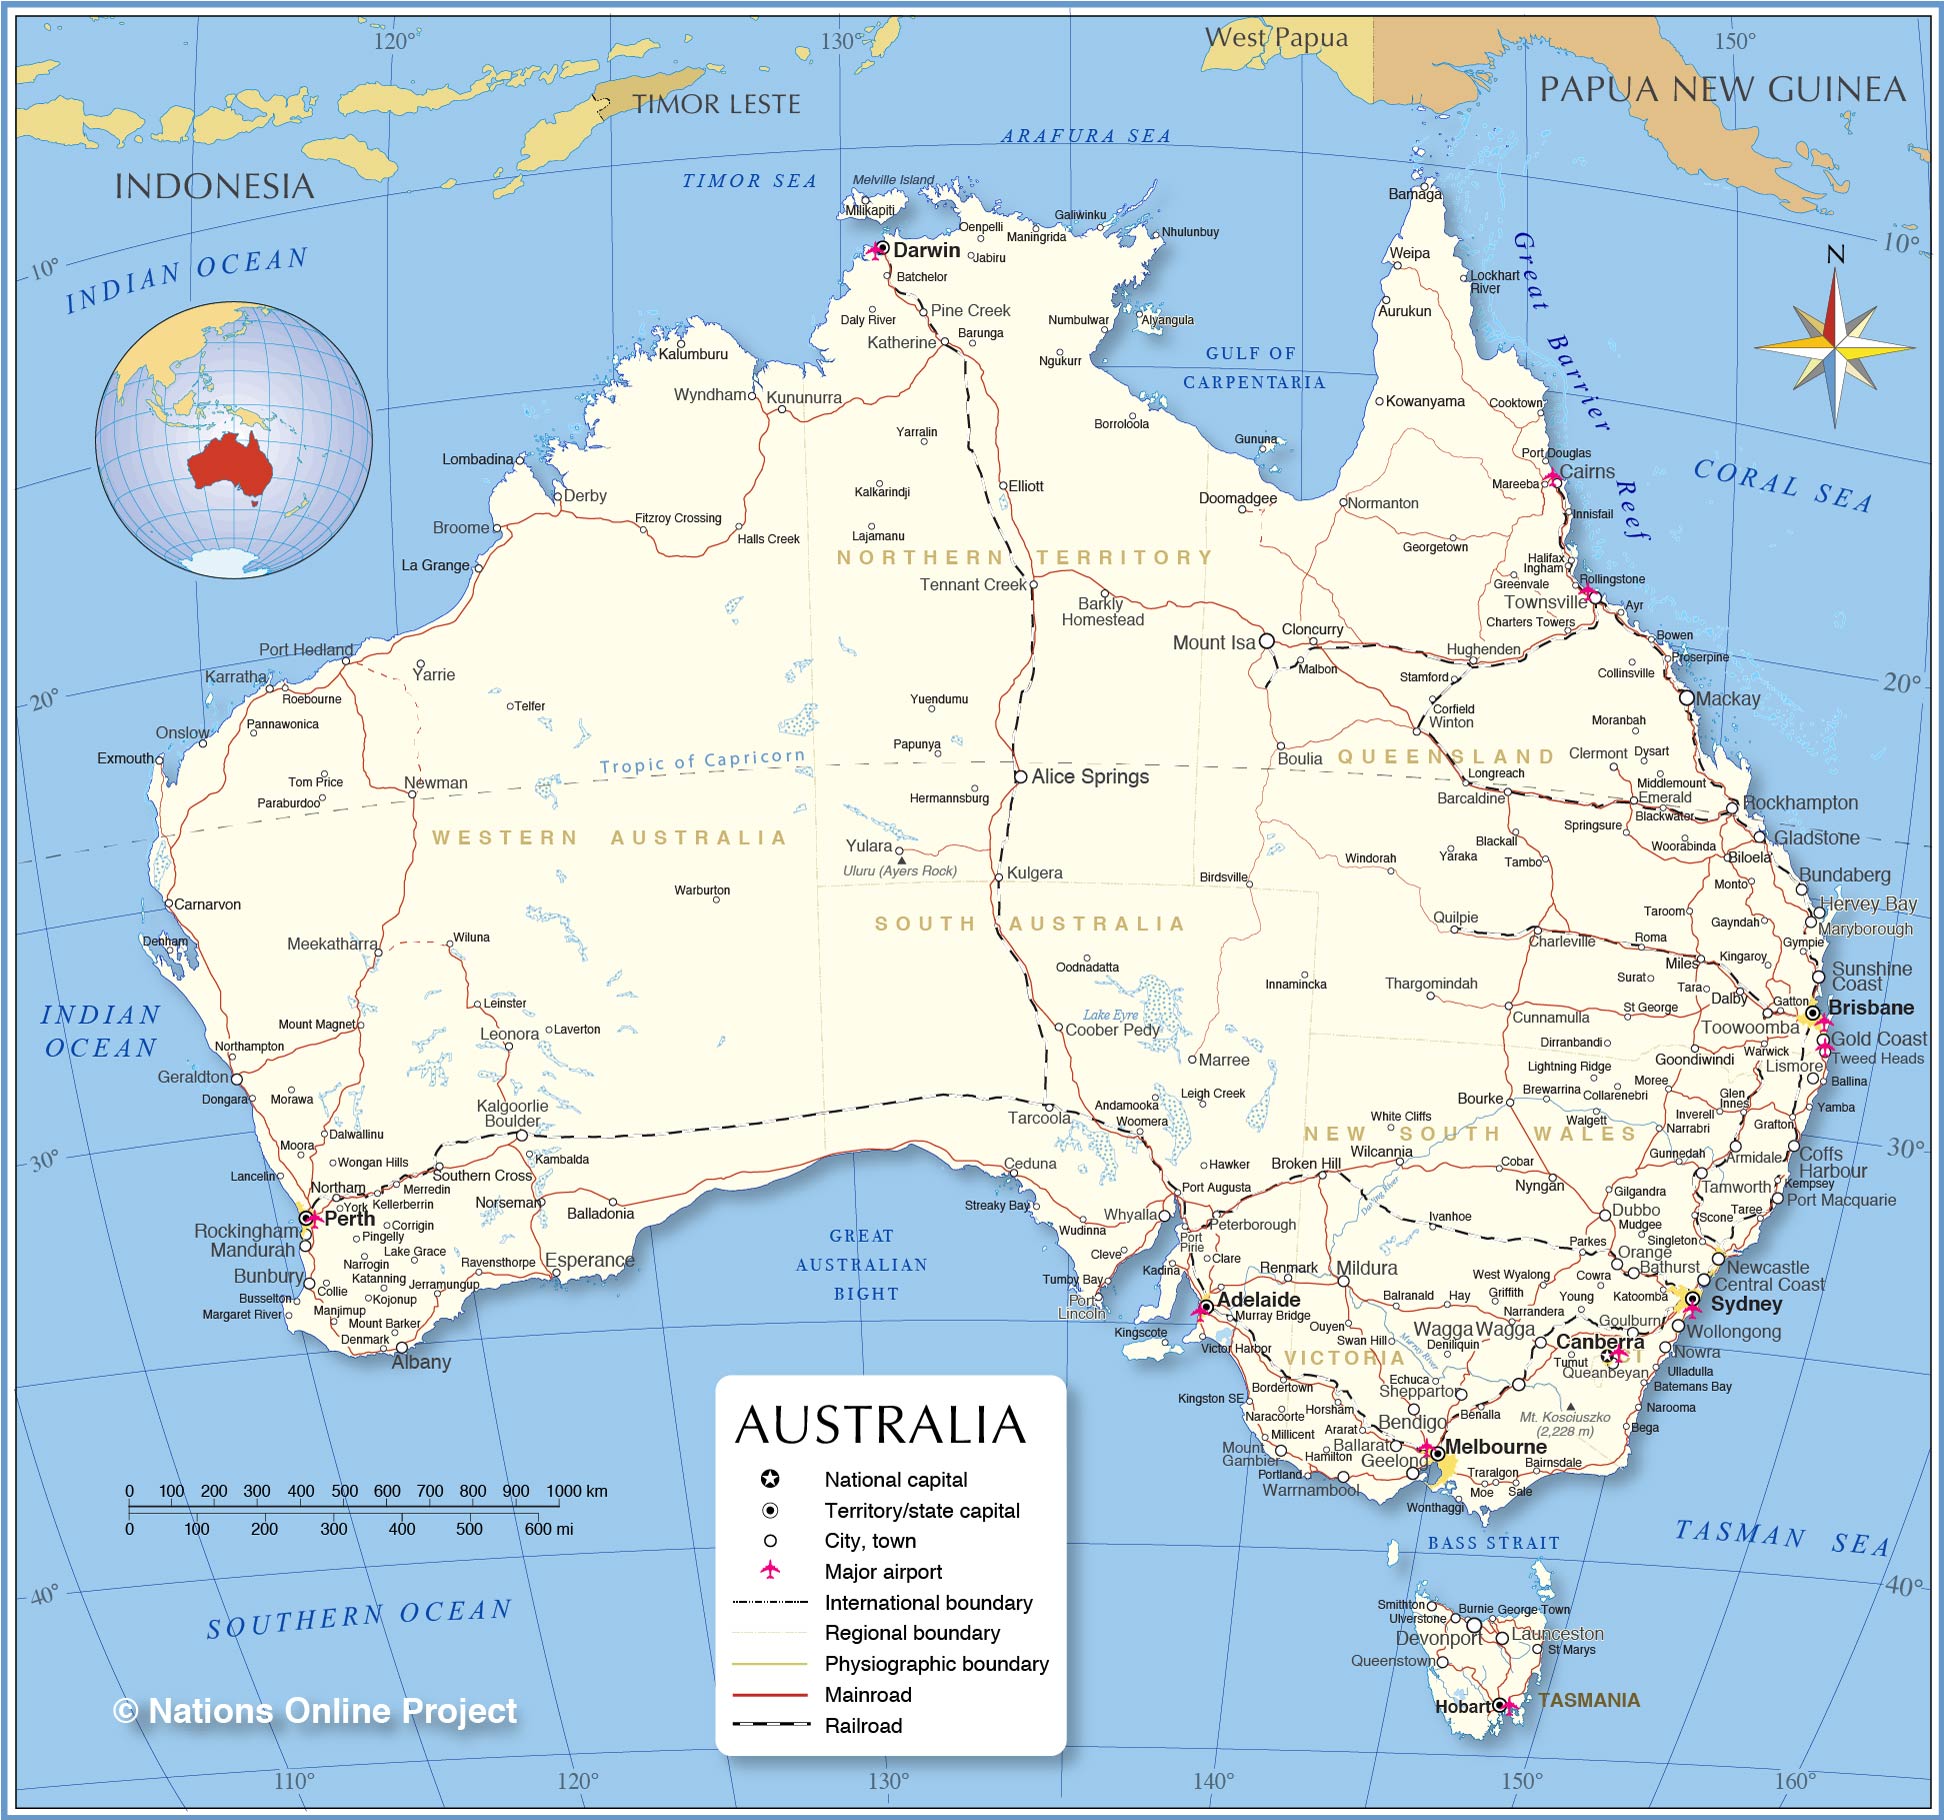 120°
130°
150°
West Papua
PAPUA NEW GUINEA
TIMOR LESTE
ARAFURA SEA
INDONESIA
TIMOR SEA
Melville Island
Milikapiti
Bamaga
Oenpelli
Galiwinku
Maningrida
Nhulunbuy
Darwin
Jabiru
Batchelor
10°
INDIAN OCEAN
N
10°
Weipa
Lockhart
River
Great Barrier Reef
Pine Creek
Daly River
Barunga
Katherine
Numbulwar
Alyangula
Ngukurr
Aurukun
GULF OF
CARPENTARIA
Kalumburu
Wyndham
Kununurra
Kowanyama
Cooktown
Borroloola
Yarralin
Gununa
Port Douglas
Cairns
Mareeba
CORAL SEA
Lombadina
Derby
Kalkarindji
Elliott
Doomadgee
Normanton
Innisfail
Broome
Fitzroy Crossing
Halls Creek
Lajamanu
Georgetown
La Grange
NORTHERN TERRITORY
Halifax
Ingham
Rollingstone
Greenvale
Townsville
Tennant Creek
Barkly
Homestead
Ayr
Charters Towers
Mount Isa
Cloncurry
Hughenden
Bowen
Proserpine
Port Hedland
Yarrie
Malbon
Stamford
Collinsville
Karratha
Roebourne
20°
20°
Telfer
Yuendumu
Corfield
Winton
Mackay
Pannawonica
Onslow
Moranbah
Papunya
Exmouth
Tropic of Capricorn
Boulia
QUEENSLAND
Clermont
Dysart
Tom Price
Newman
Alice Springs
Longreach
Middlemount
Paraburdoo
Hermannsburg
Barcaldine
Emerald
Rockhampton
Blackwater
Springsure
Gladstone
WESTERN AUSTRALIA
Yulara
Blackall
Woorabinda
Uluru (Ayers Rock)
Kulgera
Windorah
Yaraka
Tambo
Biloela
Warburton
Birdsville
Monto
Bundaberg
Carnarvon
Hervey Bay
SOUTH AUSTRALIA
Quilpie
Taroom
Gayndah
Maryborough
Denham
Meekatharra
Wiluna
Charleville
Roma
Gympie
Oodnadatta
Miles
Kingaroy
Sunshine
Coast
Innamincka
Thargomindah
Surat
Tara
Dalby
Gatton
Brisbane
INDIAN
OCEAN
Leinster
Lake Eyre
Coober Pedy
Cunnamulla
St George
Toowoomba
Mount Magnet
Leonora
Laverton
Gold Coast
Northampton
Marree
Dirranbandi
Goondiwindi
Warwick
Tweed Heads
Geraldton
Lightning Ridge
Lismore
Dongara
Morawa
Leigh Creek
Brewarrina
Collarenebri
Moree
Ballina
Kalgoorlie
Boulder
Andamooka
Bourke
Glen
Innes
Tarcoola
Woomera
White Cliffs
Walgett
Inverell
Yamba
NEW SOUTH WALES
Narrabri
Grafton
Moora
Dalwallinu
30°
30°
Wongan Hills
Kambalda
Ceduna
Hawker
Broken Hill
Wilcannia
Cobar
Gunnedah
Armidale
Coffs
Harbour
Lancelin
Southern Cross
Northam
Merredin
Kellerberrin
York
Norseman
Balladonia
Streaky Bay
Port Augusta
Nyngan
Gilgandra
Tamworth
Kempsey
Port Macquarie
Perth
Rockingham
Corrigin
Pingelly
Whyalla
Peterborough
Darling River
Ivanhoe
Dubbo
Mudgee
Scone
Taree
Mandurah
Lake Grace
Narrogin
Wudinna
Port
Pirie
Clare
Parkes
Orange
Singleton
GREAT
AUSTRALIAN
BIGHT
Bunbury
Katanning
Ravensthorpe
Esperance
Cleve
Kadina
Renmark
Mildura
West Wyalong
Cowra
Bathurst
Newcastle
Central Coast
Collie
Jerramungup
Busselton
Kojonup
Tumby Bay
Port
Lincoln
Adelaide
Murray Bridge
Balranald
Hay
Griffith
Young
Katoomba
Sydney
Margaret River
Manjimup
Mount Barker
Denmark
Albany
Kingscote
Victor Harbor
Ouyen
Swan Hill
Narrandera
Wagga Wagga
Goulburn
Wollongong
VICTORIA
Murray River
Deniliquin
Canberra
ACT
Tumut
Queanbeyan
Nowra
Ulladulla
Batemans Bay
Kingston SE
Bordertown
Echuca
Shepparton
Naracoorte
Horsham
Bendigo
Benalla
Mt. Kosciuszko
(2,228 m)
Narooma
Bega
Millicent
Ararat
Mount
Gambier
Hamilton
Ballarat
Geelong
Melbourne
Portland
Warrnambool
Traralgon
Moe
Sale
Bairnsdale
Wonthaggi
BASS STRAIT
TASMAN SEA
AUSTRALIA
National capital
Territory/state capital
City, town
Major airport
International boundary
Regional boundary
Physiographic boundary
Mainroad
Railroad
0 100 200 300 400 500 600 700 800 900 1000 km
0 100 200 300 400 500 600 mi
40°
40°
SOUTHERN OCEAN
Smithton
Burnie
George Town
Ulverstone
Devonport
Launceston
St Marys
Queenstown
Hobart
TASMANIA
© Nations Online Project
110°
120°
130°
140°
150°
160°